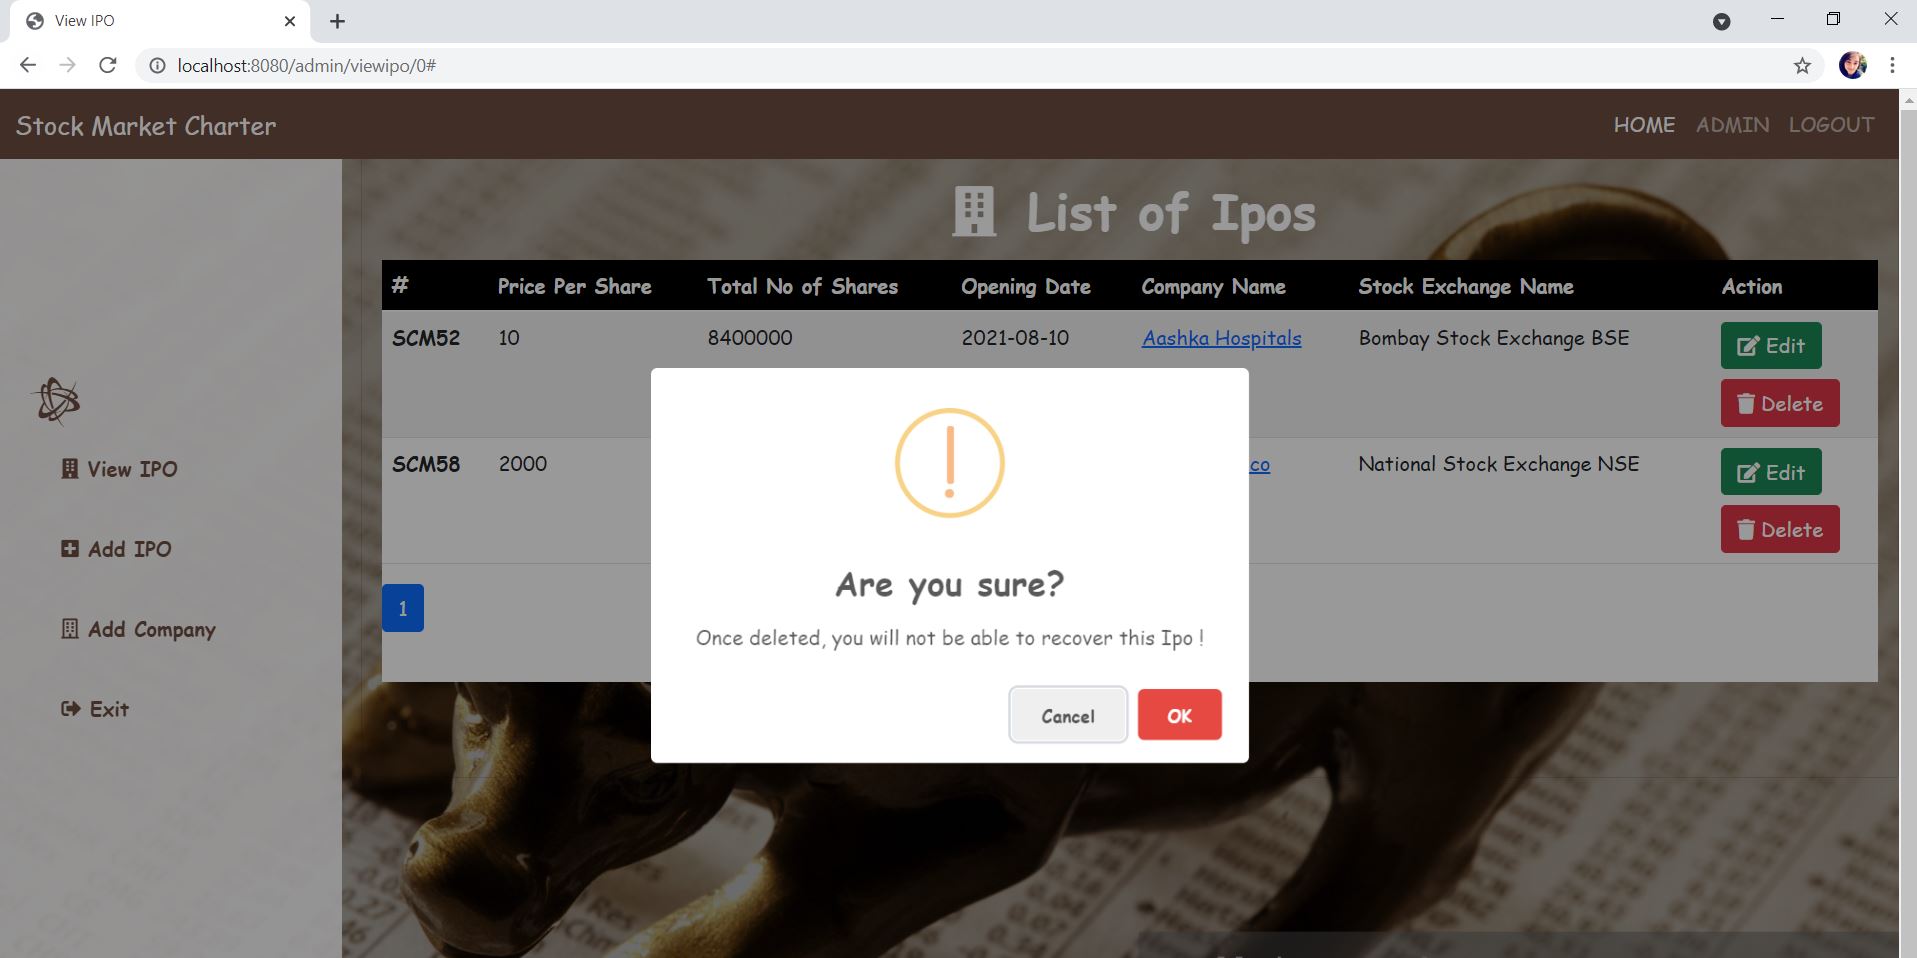 View IPO
localhost:8080/admin/viewipo/0#
Stock Market Charter
HOME ADMIN LOGOUT
List of Ipos
# Price Per Share Total No of Shares Opening Date Company Name Stock Exchange Name Action
SCM52 10 8400000 2021-08-10 Aashka Hospitals Bombay Stock Exchange BSE Edit
Delete
SCM58 2000 co National Stock Exchange NSE Edit
Delete
1
View IPO
Add IPO
Add Company
Exit
Are you sure?
Once deleted, you will not be able to recover this Ipo !
Cancel OK